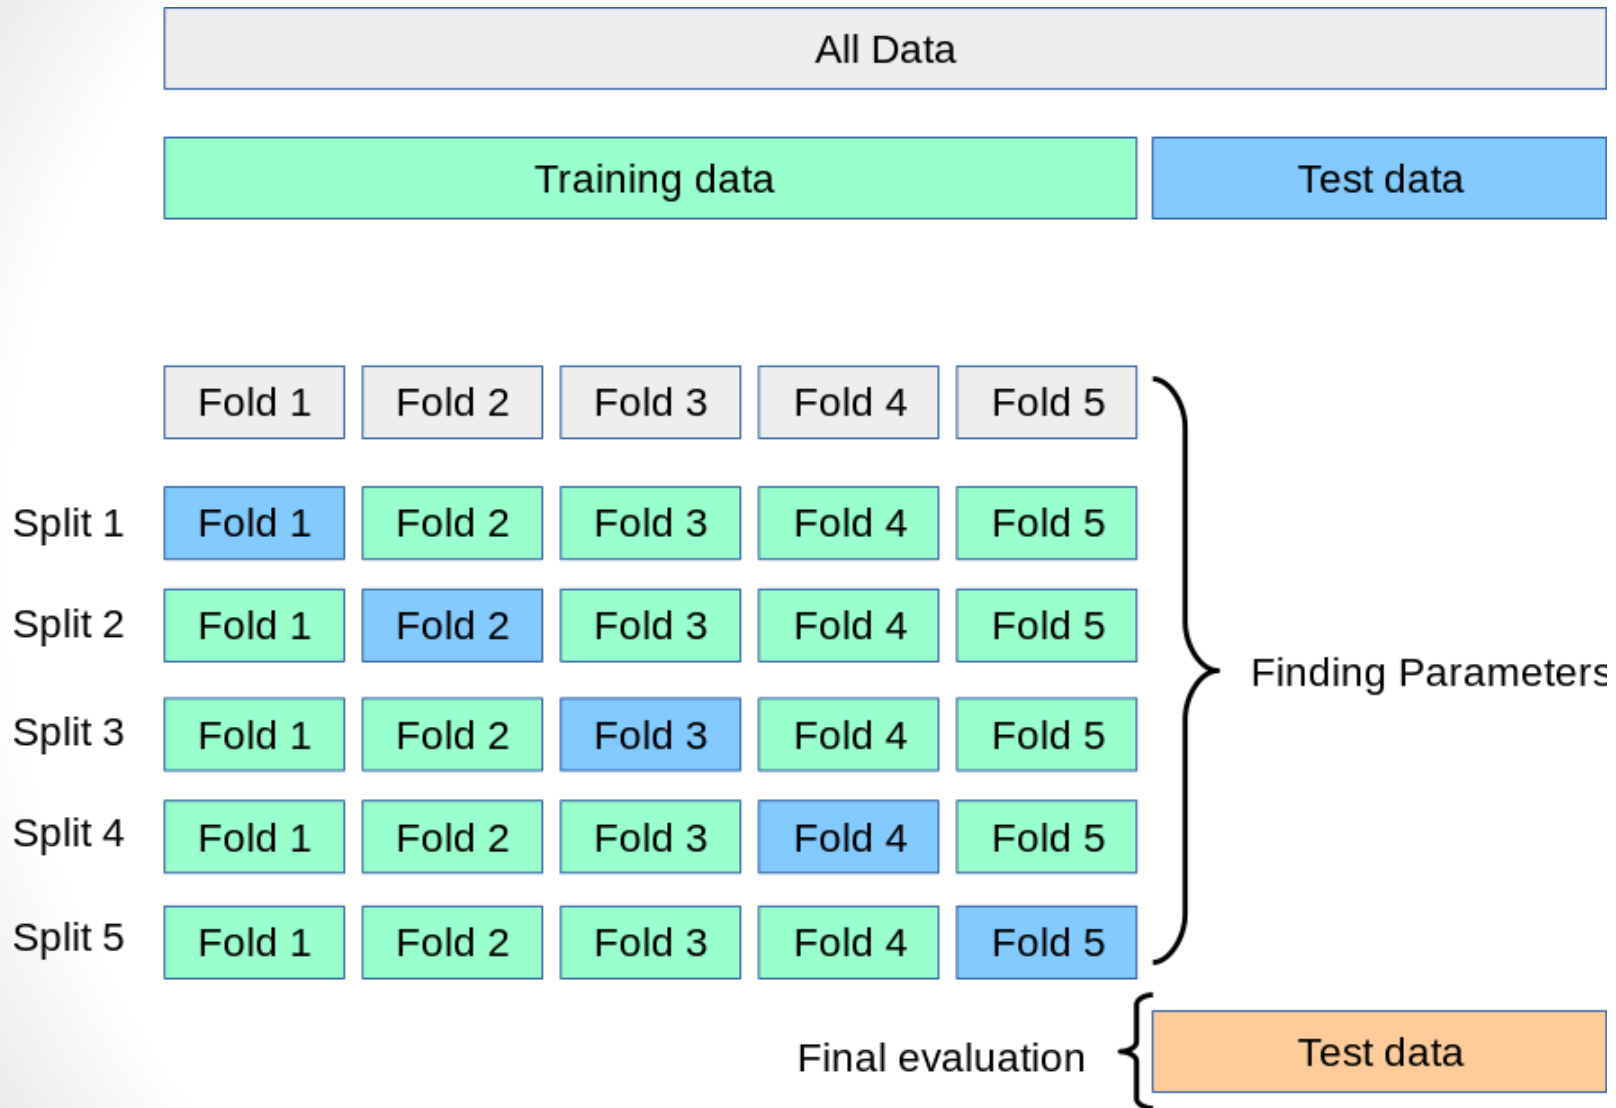 All Data
Training data Test data
Fold 1 Fold 2 Fold 3 Fold 4 Fold 5
Split 1 Fold 1 Fold 2 Fold 3 Fold 4 Fold 5
Split 2 Fold 1 Fold 2 Fold 3 Fold 4 Fold 5
Finding Parameters
Split 3 Fold 1 Fold 2 Fold 3 Fold 4 Fold 5
Split 4 Fold 1 Fold 2 Fold 3 Fold 4 Fold 5
Split 5 Fold 1 Fold 2 Fold 3 Fold 4 Fold 5
Final evaluation Test data